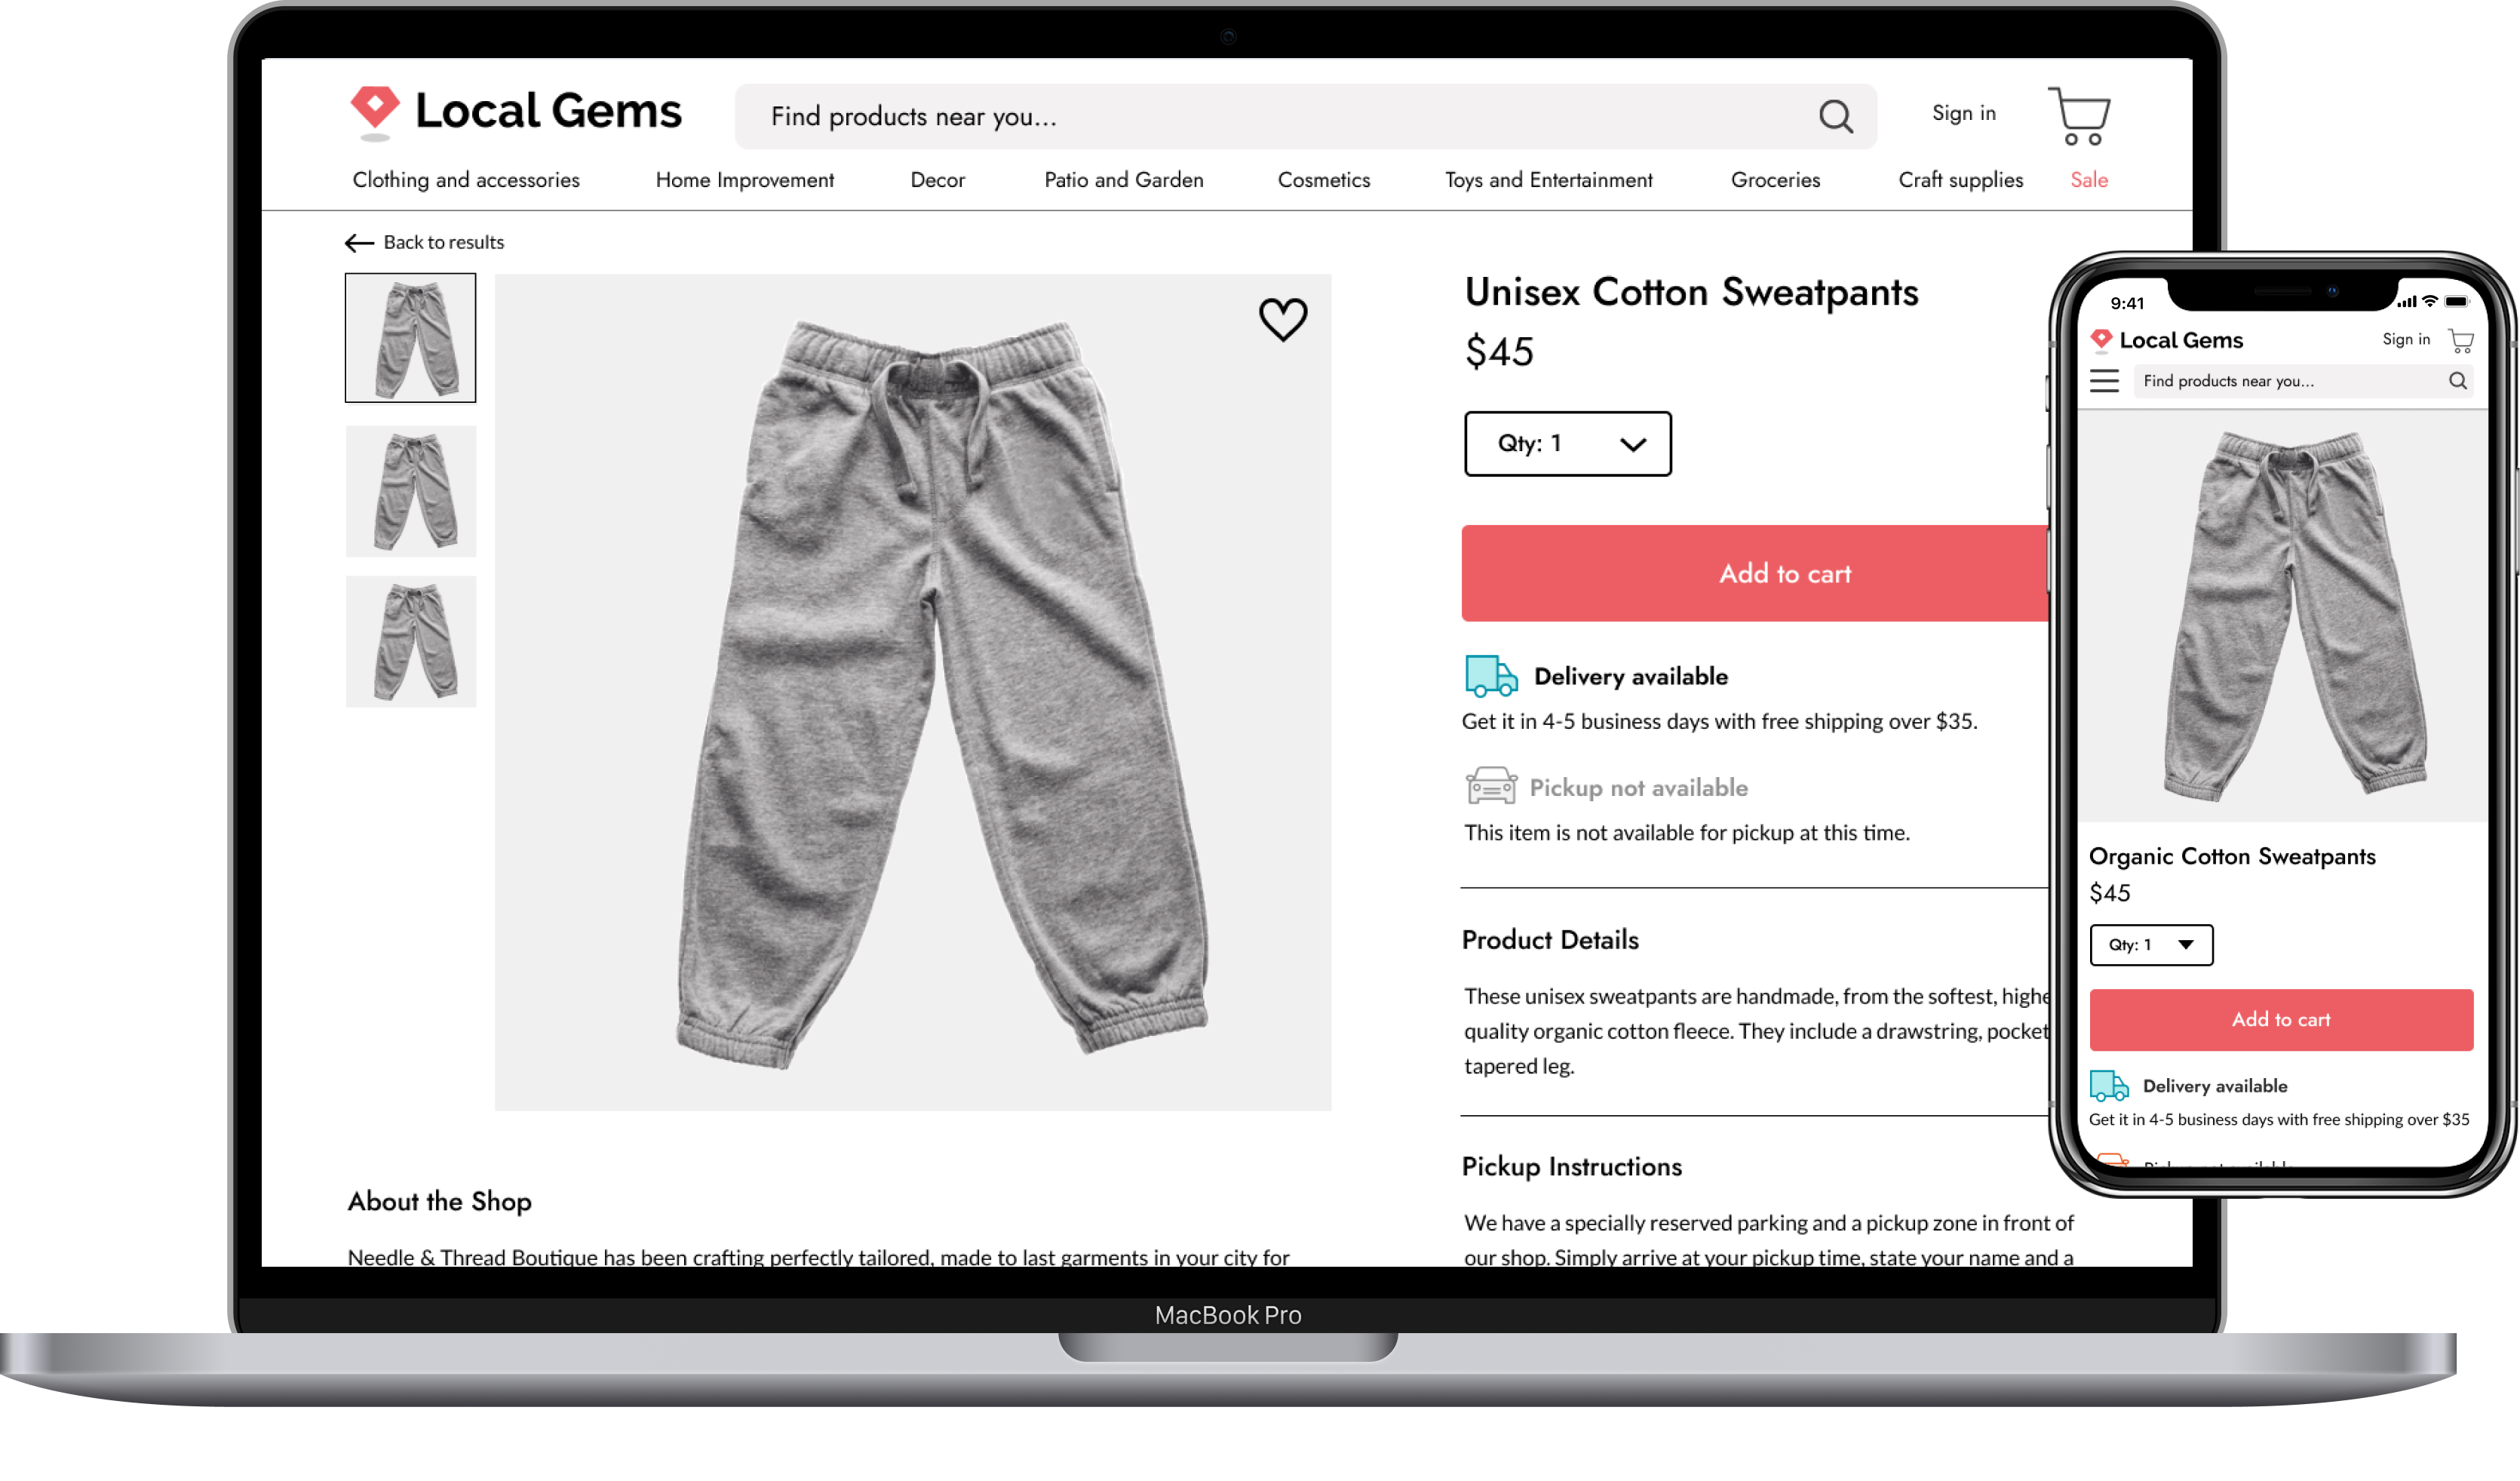 Local Gems
Find products near you...
Sign in
Clothing and accessories
Home Improvement
Decor
Patio and Garden
Cosmetics
Toys and Entertainment
Groceries
Craft supplies
Sale
Back to results
Unisex Cotton Sweatpants
$45
Qty: 1
Add to cart
Delivery available
Get it in 4-5 business days with free shipping over $35.
Pickup not available
This item is not available for pickup at this time.
Product Details
These unisex sweatpants are handmade, from the softest,
quality organic cotton fleece. They include a drawstring,
tapered leg.
Pickup Instructions
We have a specially reserved parking and a pickup zone in front of
our shop. Simply arrive at your pickup time, state your name and a
About the Shop
Needle & Thread Boutique has been crafting perfectly tailored, made to last garments in your city for
MacBook Pro
9:41
Local Gems
Sign in
Find products near you...
Organic Cotton Sweatpants
$45
Qty: 1
Add to cart
Delivery available
Get it in 4-5 business days with free shipping over $35